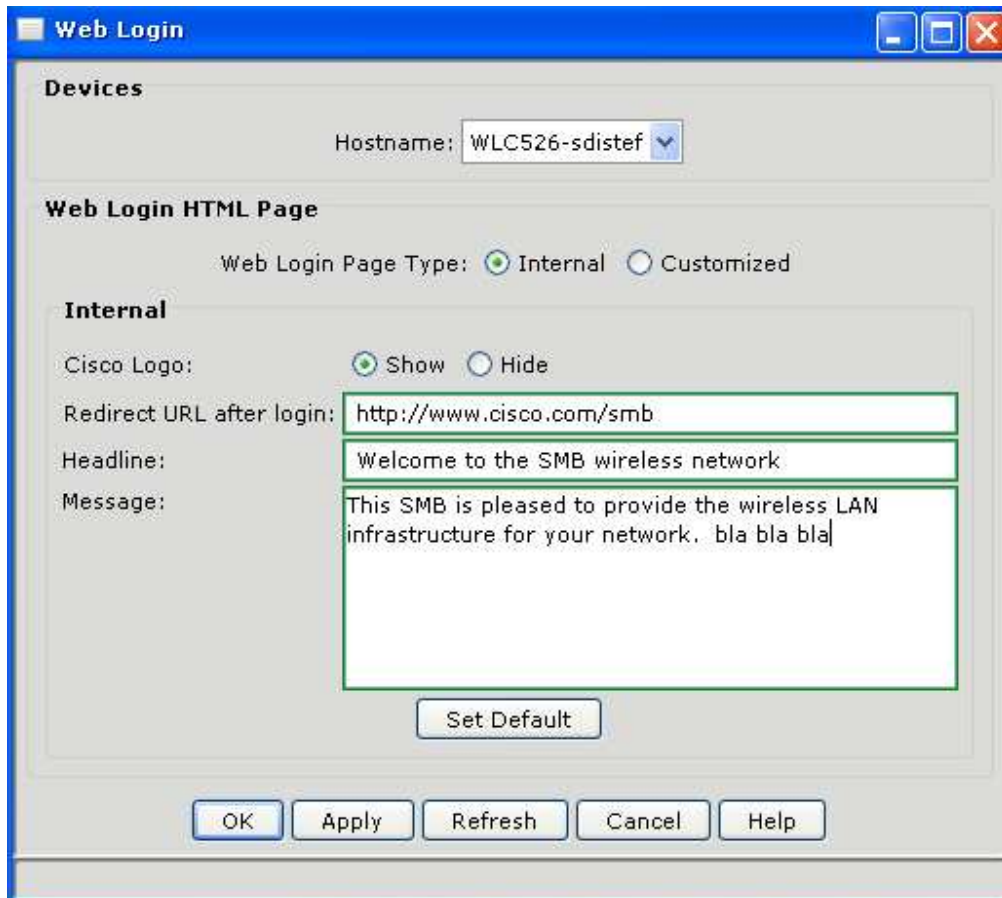 Web Login
Devices
Hostname: WLC526-sdistef
Web Login HTML Page
Web Login Page Type: Internal Customized
Internal
Cisco Logo: Show Hide
Redirect URL after login: http://www.cisco.com/smb
Headline: Welcome to the SMB wireless network
Message: This SMB is pleased to provide the wireless LAN
infrastructure for your network. bla bla bla
Set Default
OK Apply Refresh Cancel Help